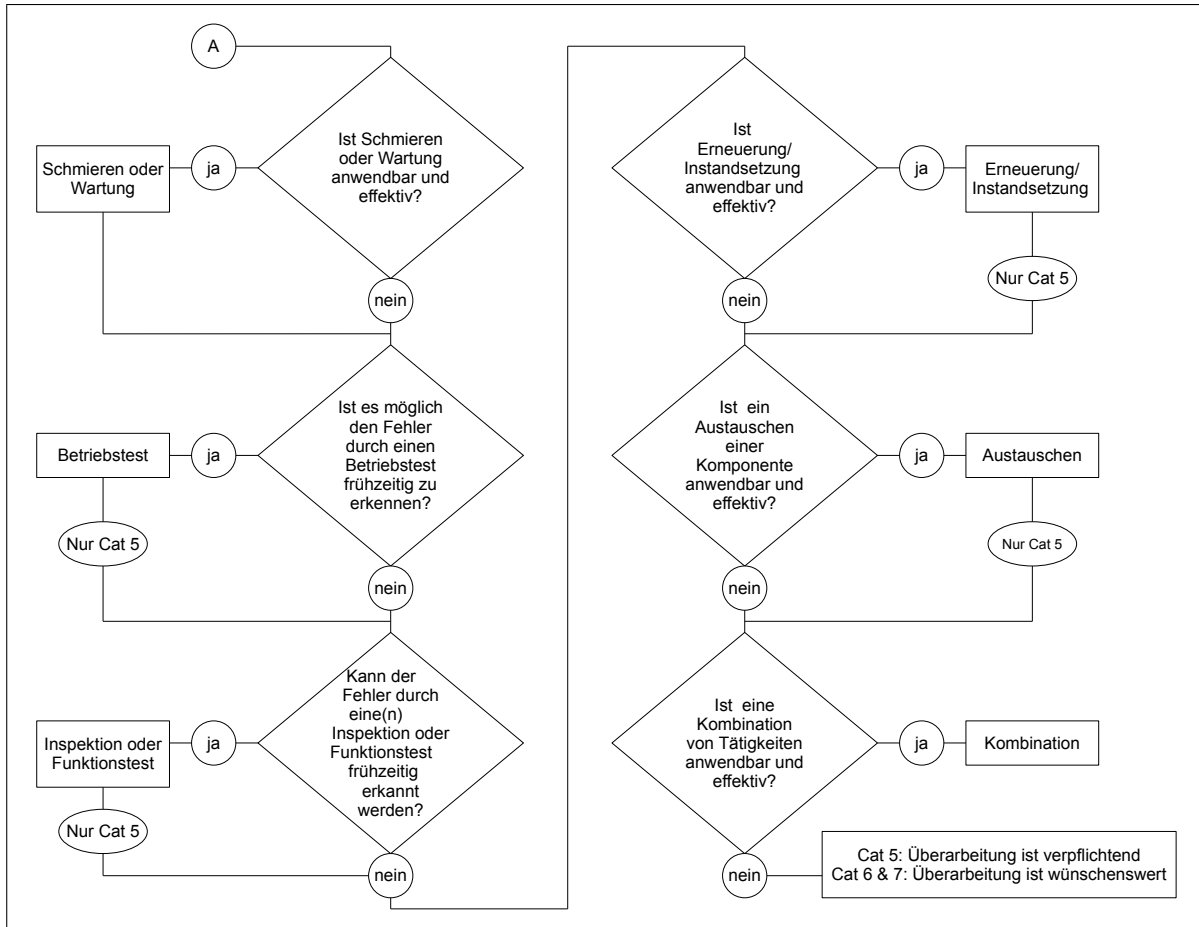 A
Ist Schmieren
oder Wartung
anwendbar und
effektiv?
ja
Schmieren oder
Wartung
nein
Ist es möglich
den Fehler
durch einen
Betriebstest
frühzeitig zu
erkennen?
ja
Betriebstest
Nur Cat 5
nein
Kann der
Fehler durch
eine(n)
Inspektion oder
Funktionstest
frühzeitig
erkannt
werden?
ja
Inspektion oder
Funktionstest
Nur Cat 5
nein
Ist
Erneuerung/
Instandsetzung
anwendbar und
effektiv?
ja
Erneuerung/
Instandsetzung
Nur Cat 5
nein
Ist ein
Austauschen
einer
Komponente
anwendbar und
effektiv?
ja
Austauschen
Nur Cat 5
nein
Ist eine
Kombination
von Tätigkeiten
anwendbar und
effektiv?
ja
Kombination
nein
Cat 5: Überarbeitung ist verpflichtend
Cat 6 & 7: Überarbeitung ist wünschenswert